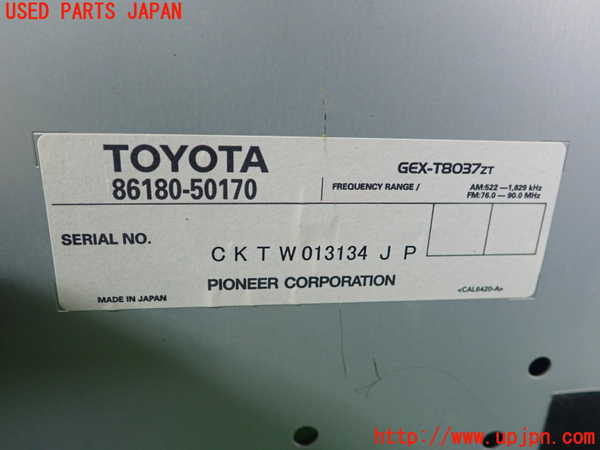 USED PARTS JAPAN
TOYOTA
86180-50170
GEX-T8037ZT
FREQUENCY RANGE /
AM:522 — 1,629 kHz
FM:76.0 — 90.0 MHz
SERIAL NO.
CKTW013134JP
PIONEER CORPORATION
MADE IN JAPAN
<CAL6420-A>
http://www.upjpn.com/